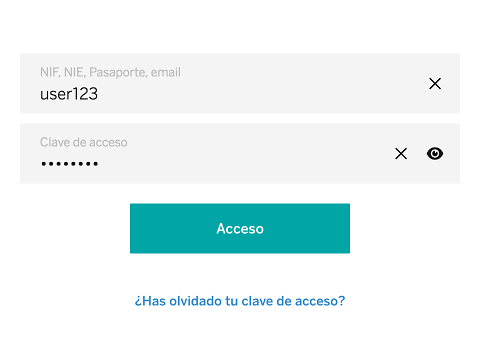 NIF, NIE, Pasaporte, email
user123
Clave de acceso
••••••••
Acceso
¿Has olvidado tu clave de acceso?